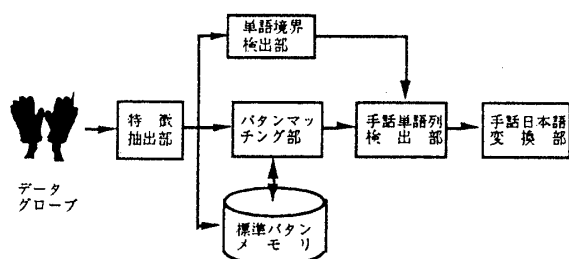 単語境界
検出部
特徴
抽出部
パタンマッ
チング部
手話単語列
検出部
手話日本語
変換部
データ
グローブ
標準パタン
メモリ